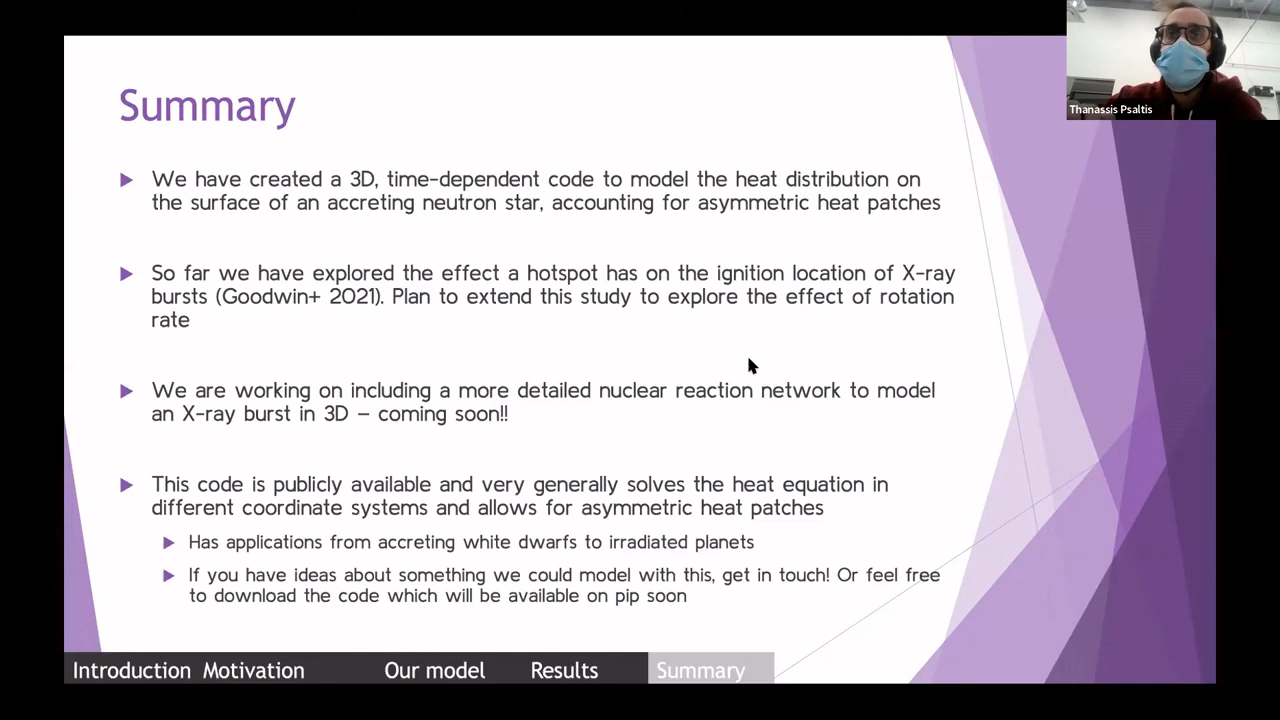 Summary
Thanassis Psaltis
We have created a 3D, time-dependent code to model the heat distribution on
the surface of an accreting neutron star, accounting for asymmetric heat patches
So far we have explored the effect a hotspot has on the ignition location of X-ray
bursts (Goodwin+ 2021). Plan to extend this study to explore the effect of rotation
rate
We are working on including a more detailed nuclear reaction network to model
an X-ray burst in 3D – coming soon!!
This code is publicly available and very generally solves the heat equation in
different coordinate systems and allows for asymmetric heat patches
Has applications from accreting white dwarfs to irradiated planets
If you have ideas about something we could model with this, get in touch! Or feel free
to download the code which will be available on pip soon
Introduction Motivation Our model Results Summary